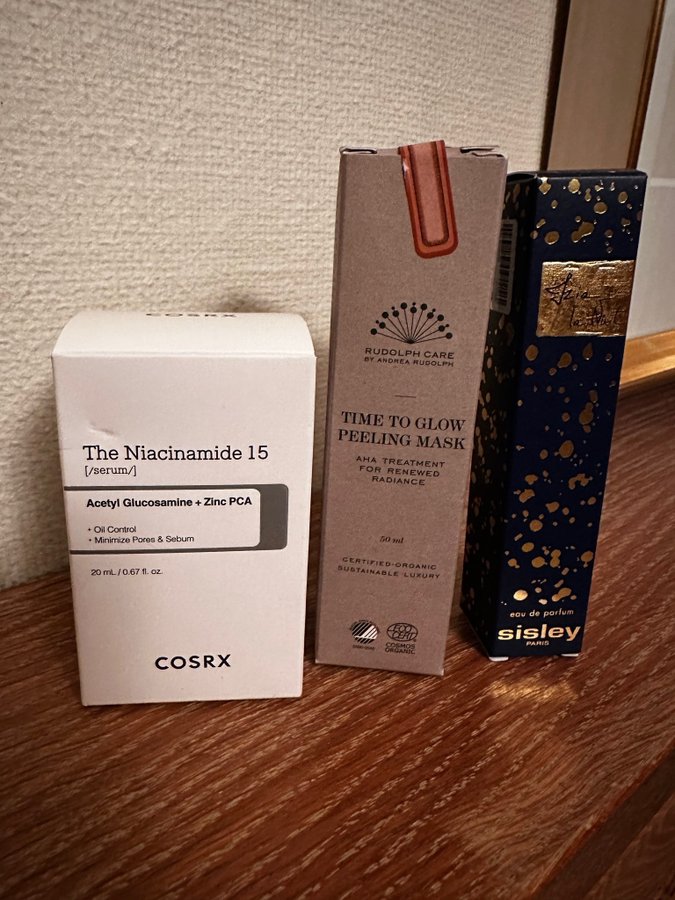 COSRX
The Niacinamide 15
[/serum/]
Acetyl Glucosamine + Zinc PCA
+ Oil Control
+ Minimize Pores & Sebum
20 mL / 0.67 fl. oz.
COSRX
RUDOLPH CARE
BY ANDREA RUDOLPH
TIME TO GLOW
PEELING MASK
AHA TREATMENT
FOR RENEWED
RADIANCE
50 ml
CERTIFIED-ORGANIC
SUSTAINABLE LUXURY
ECO
CERT
COSMOS
ORGANIC
eau de parfum
sisley
PARIS